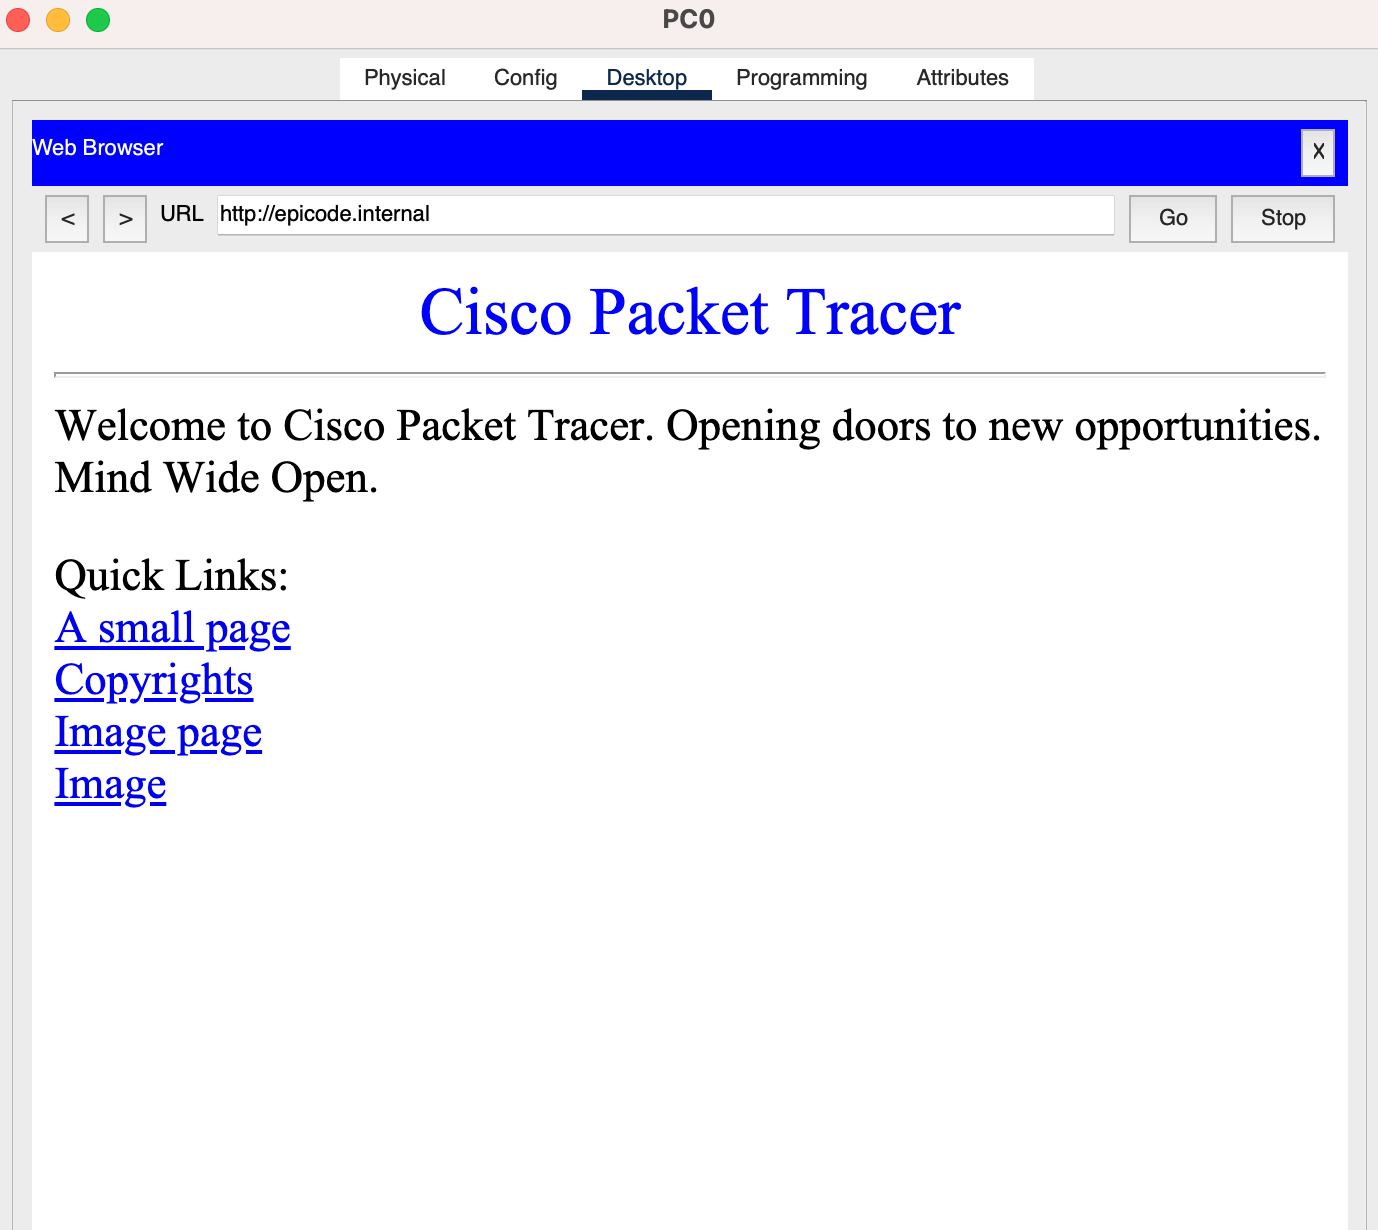 PC0
Physical Config Desktop Programming Attributes
Web Browser X
< > URL http://epicode.internal Go Stop
Cisco Packet Tracer
Welcome to Cisco Packet Tracer. Opening doors to new opportunities.
Mind Wide Open.
Quick Links:
A small page
Copyrights
Image page
Image